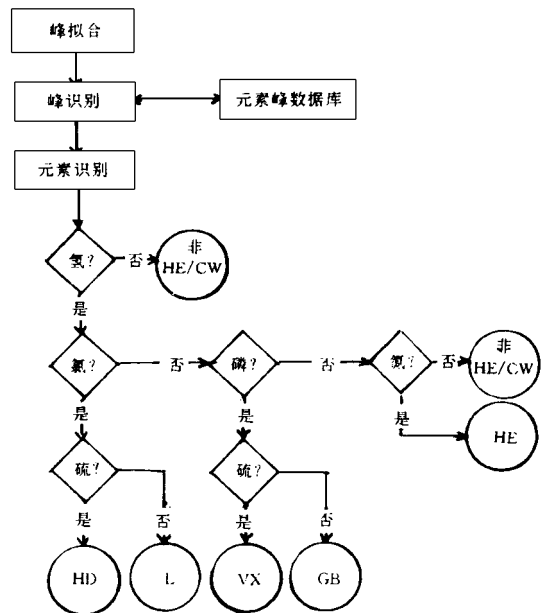 峰拟台
峰识别
元素峰数据库
元素识别
氢?
否
非
HE/CW
是
氯?
否
磷?
否
氮?
否
非
HE/CW
是
是
是
HE
硫?
硫?
是
否
是
否
HD
L
VX
GB